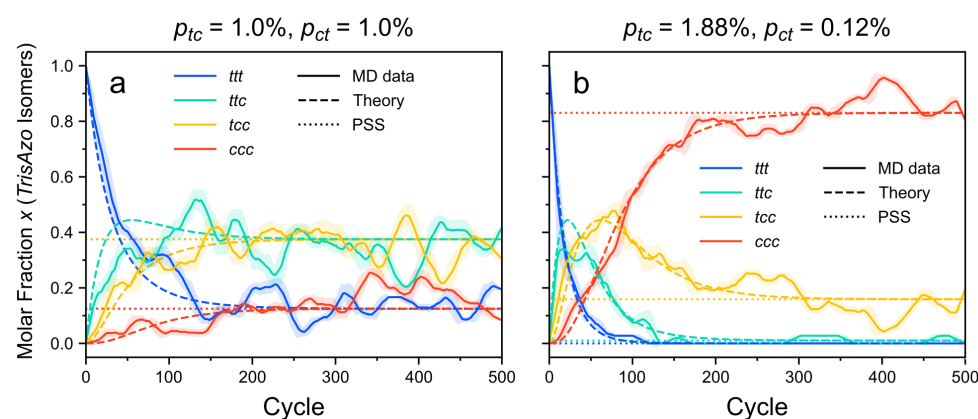 p_tc = 1.0%, p_ct = 1.0%
p_tc = 1.88%, p_ct = 0.12%
Molar Fraction x (TrisAzo Isomers)
1.0
0.8
0.6
0.4
0.2
0.0
a
ttt
ttc
tcc
ccc
MD data
Theory
PSS
0
100
200
300
400
500
Cycle
b
ttt
ttc
tcc
ccc
MD data
Theory
PSS
0
100
200
300
400
500
Cycle